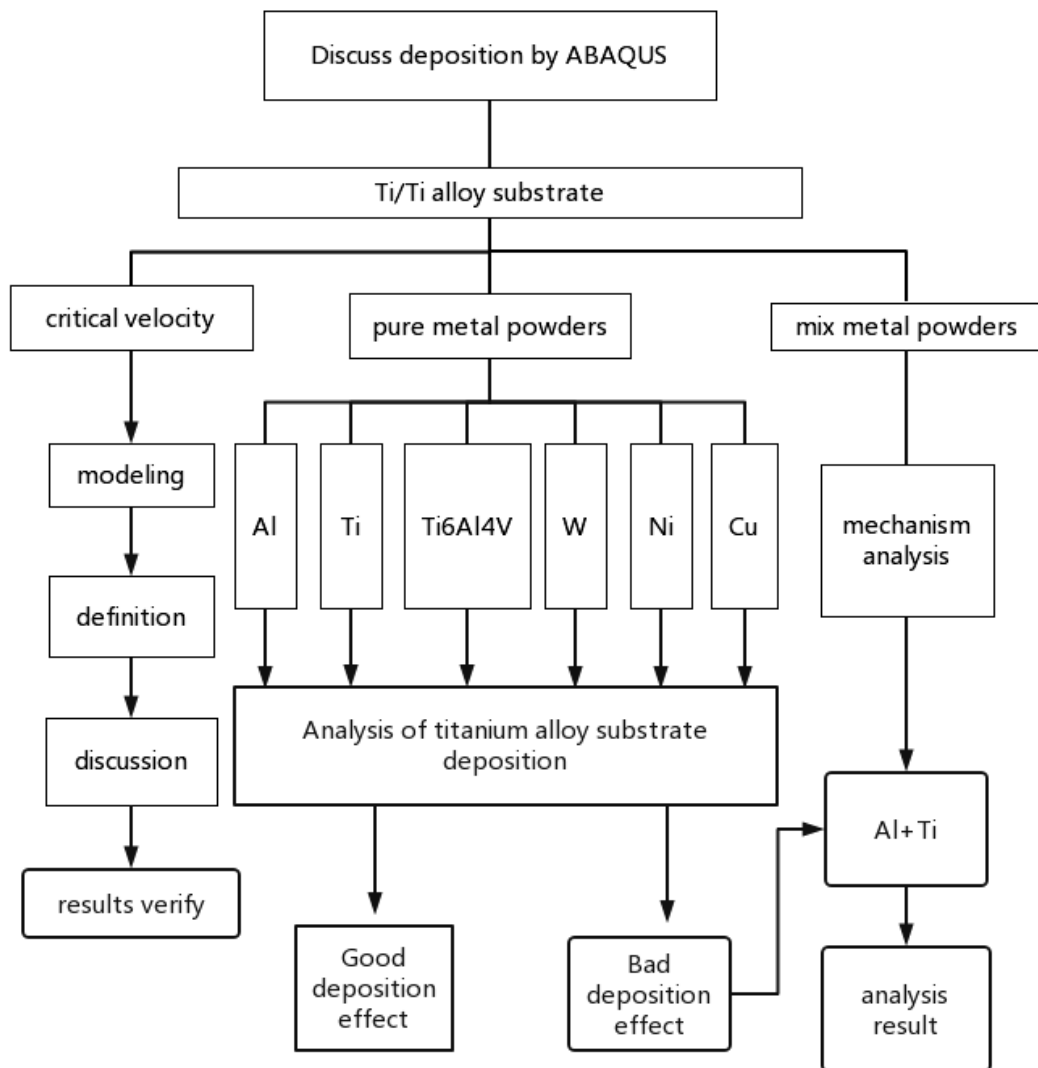 Discuss deposition by ABAQUS
Ti/Ti alloy substrate
critical velocity
pure metal powders
mix metal powders
modeling
Al
Ti
Ti6Al4V
W
Ni
Cu
mechanism
analysis
definition
discussion
Analysis of titanium alloy substrate
deposition
Al+Ti
results verify
Good
deposition
effect
Bad
deposition
effect
analysis
result